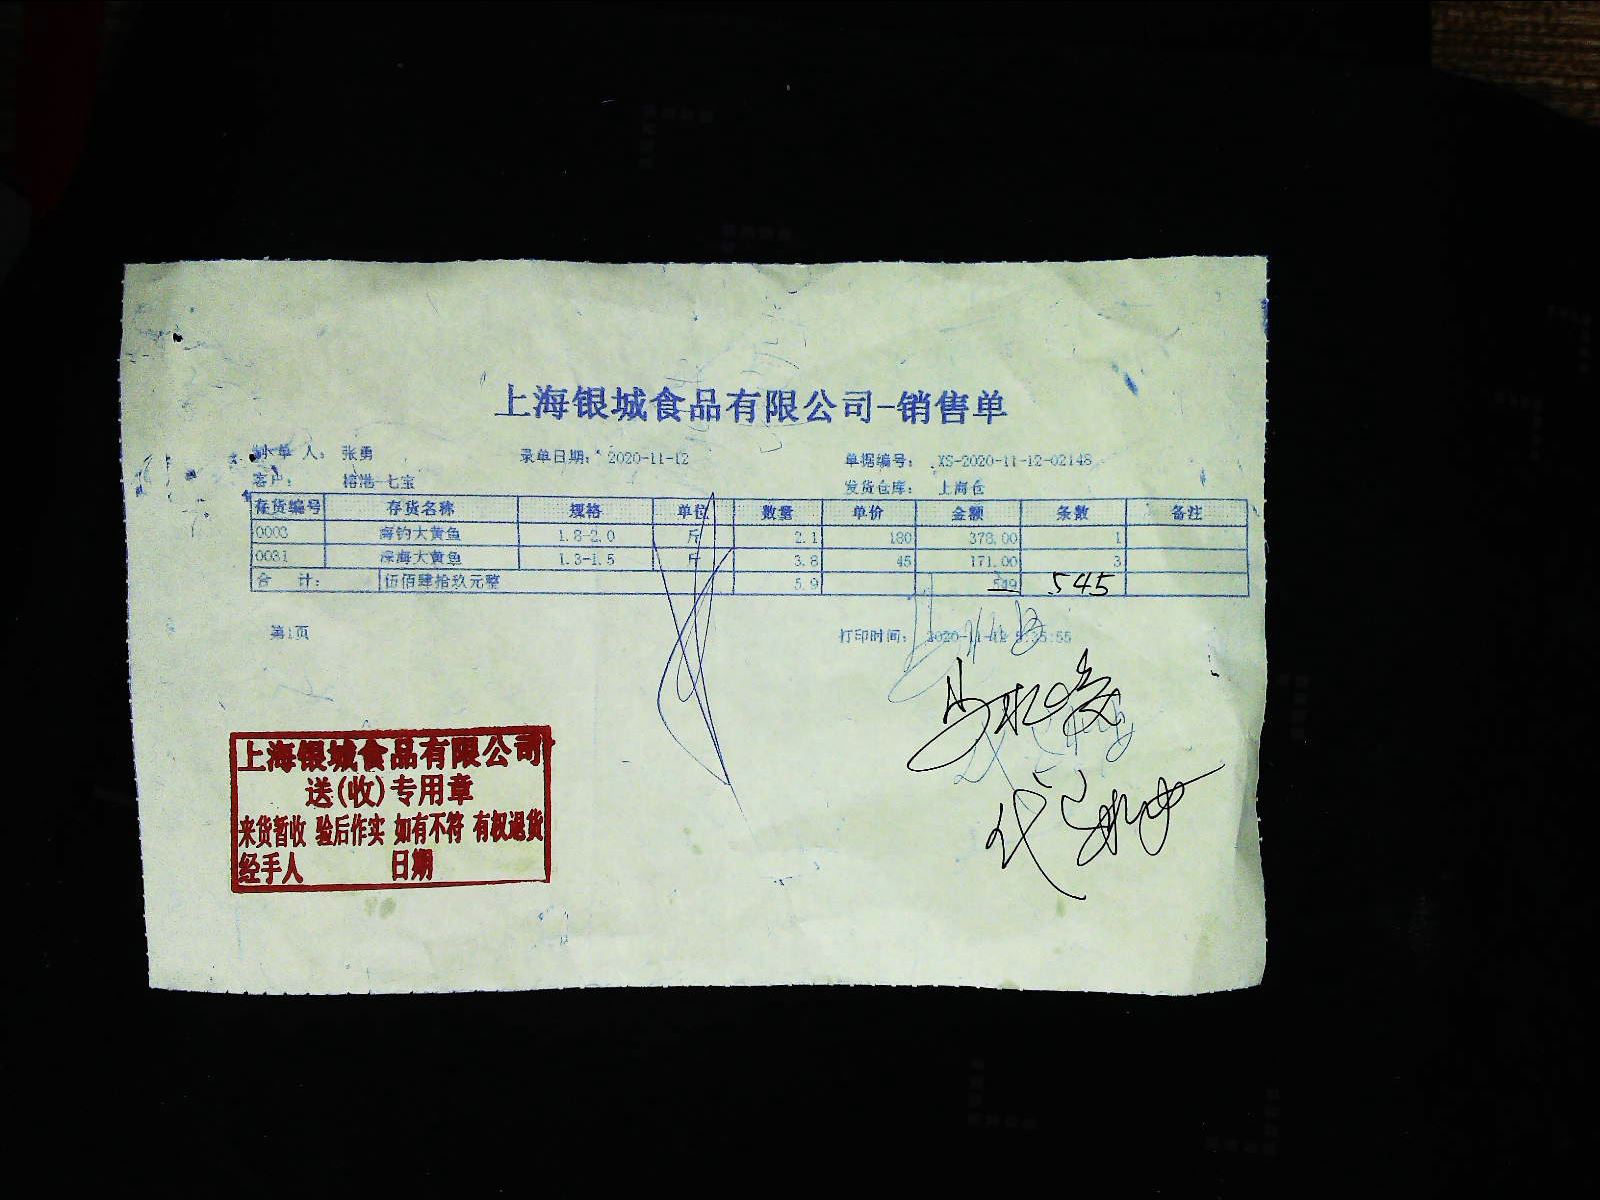 上海银城食品有限公司-销售单
制单人: 张勇 录单日期: 2020-11-12 单据编号: XS-2020-11-12-02148
客户: 榕港-七宝 发货仓库: 上海仓
存货编号 存货名称 规格 单位 数量 单价 金额 条数 备注
0003 海钓大黄鱼 1.8-2.0 斤 2.1 180 378.00 1
0031 深海大黄鱼 1.3-1.5 斤 3.8 45 171.00 3
合 计: 伍佰肆拾玖元整 5.9 549 545
第1页 打印时间: 2020-11-12
上海银城食品有限公司
送(收)专用章
来货暂收 验后作实 如有不符 有权退货
经手人 日期